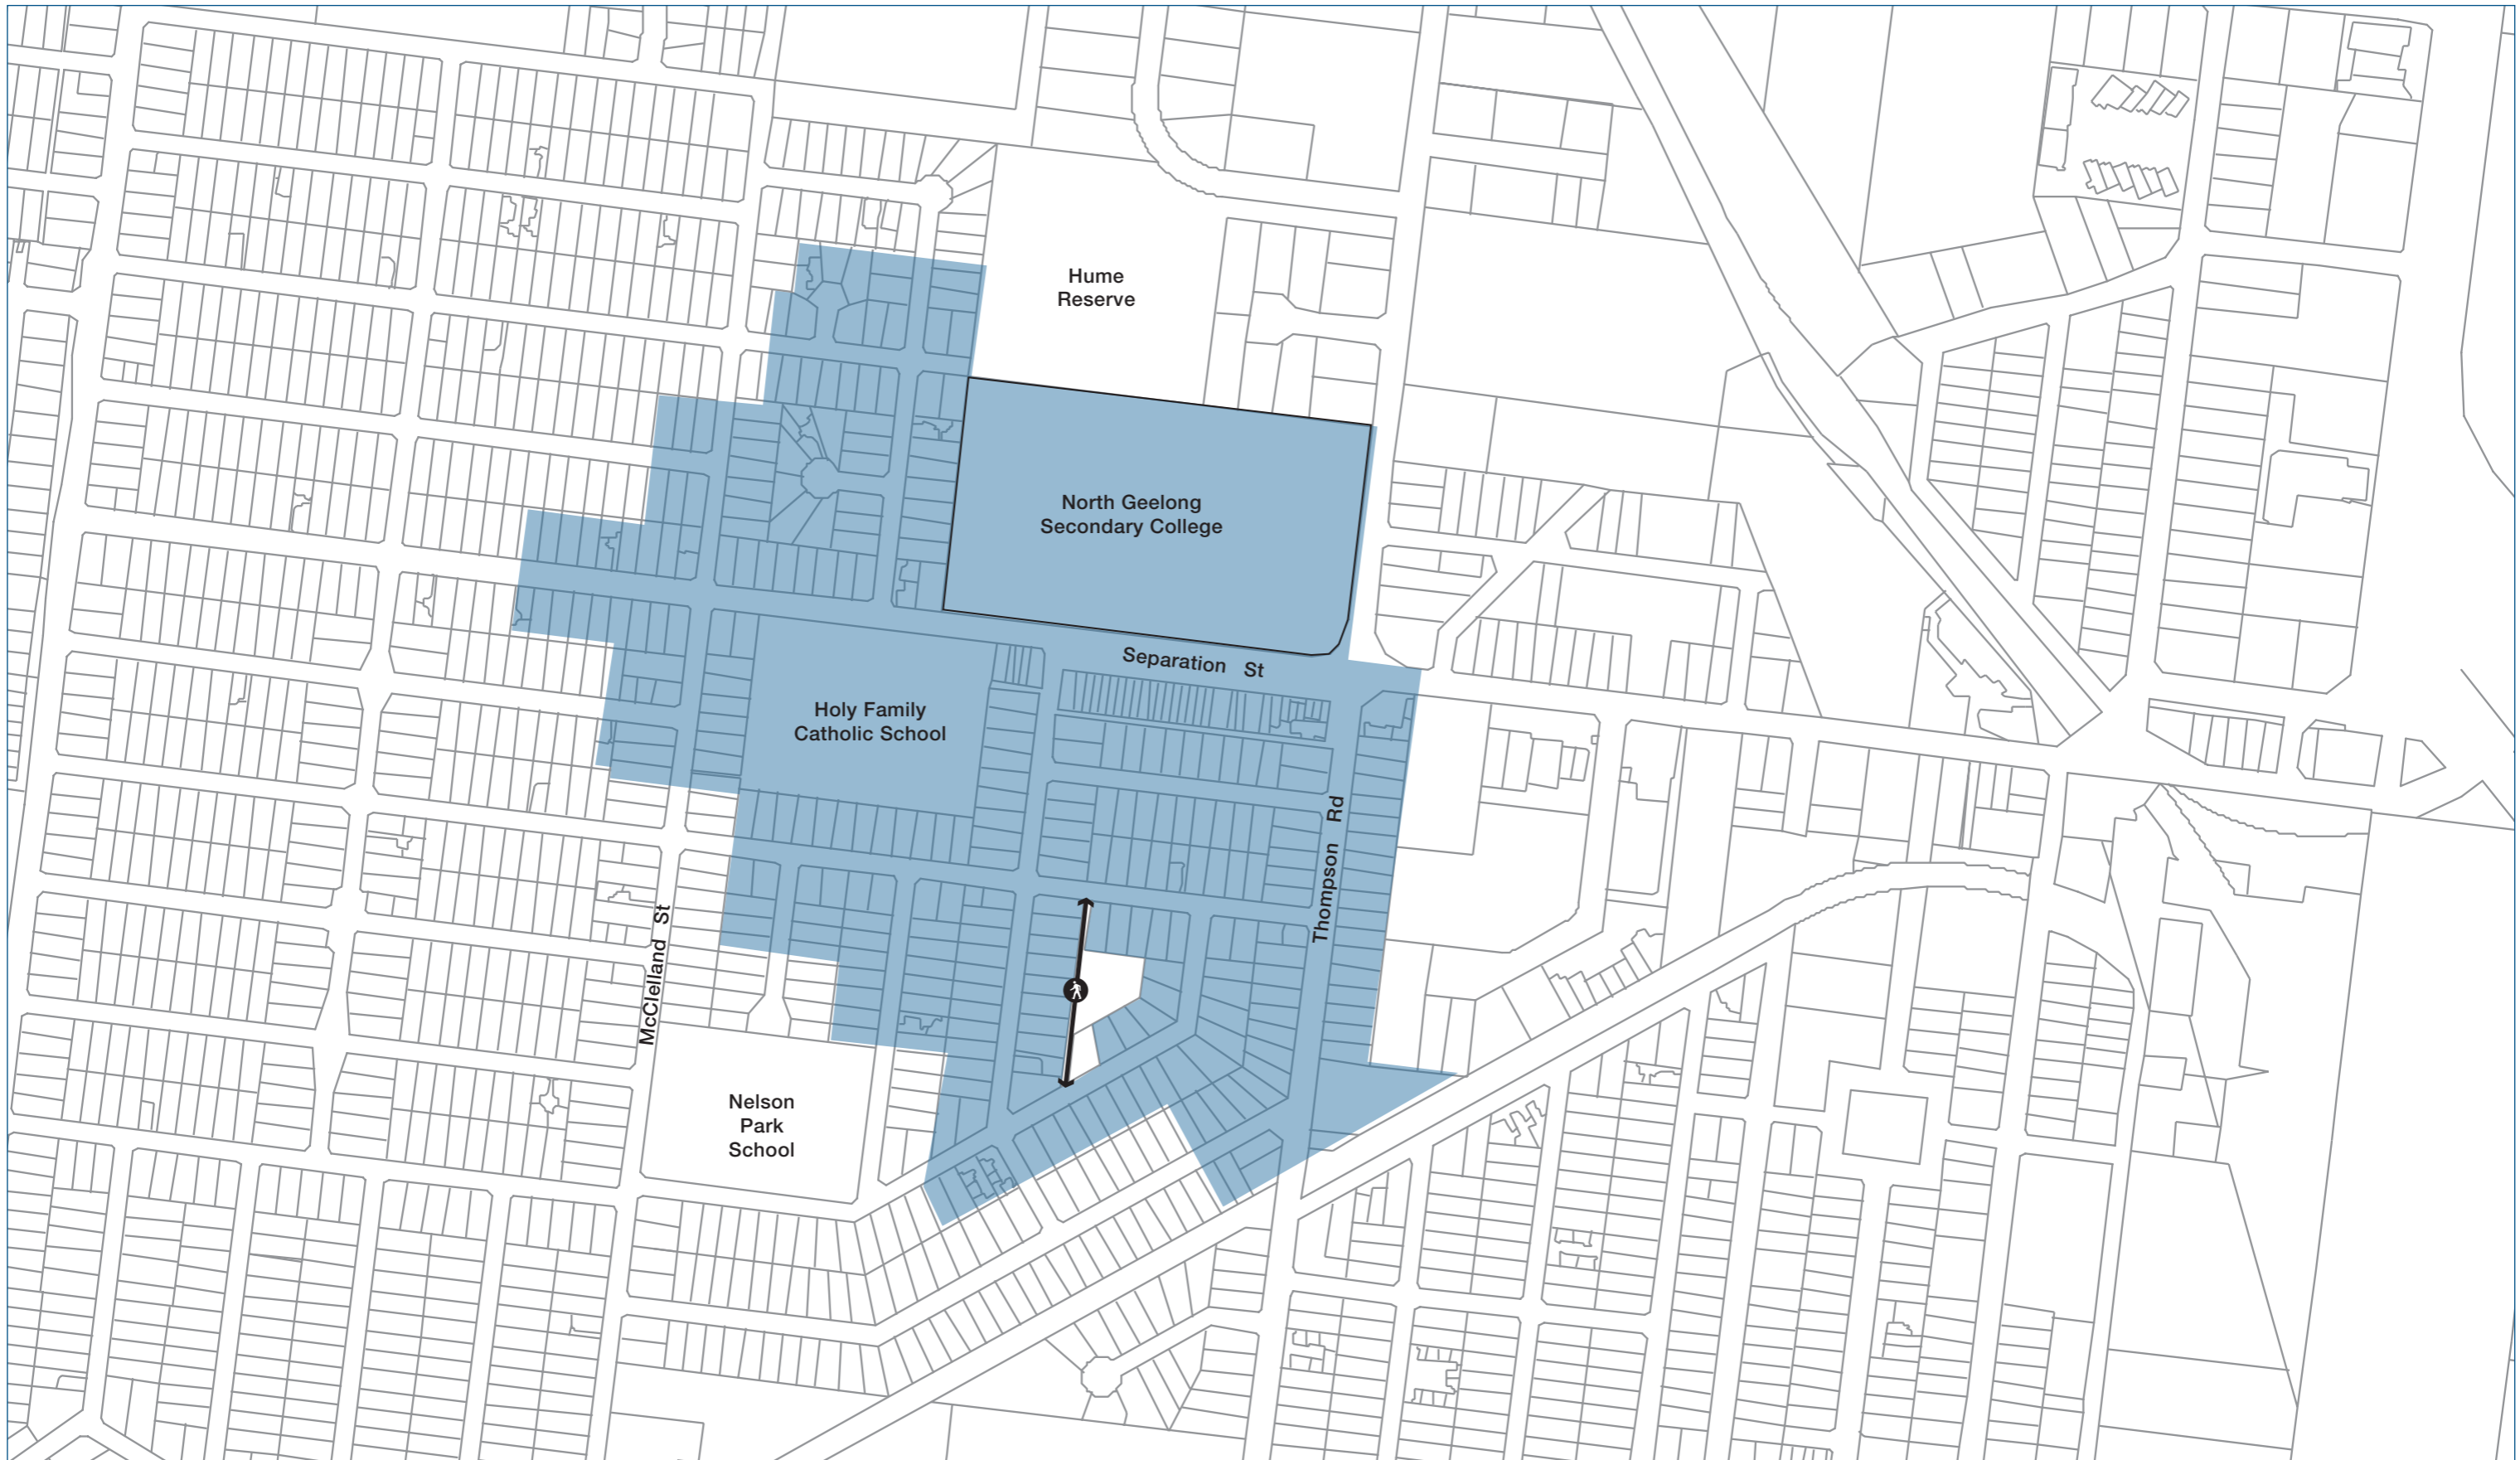 Hume
Reserve
North Geelong
Secondary College
Separation St
Holy Family
Catholic School
Thompson Rd
McClelland St
Nelson
Park
School